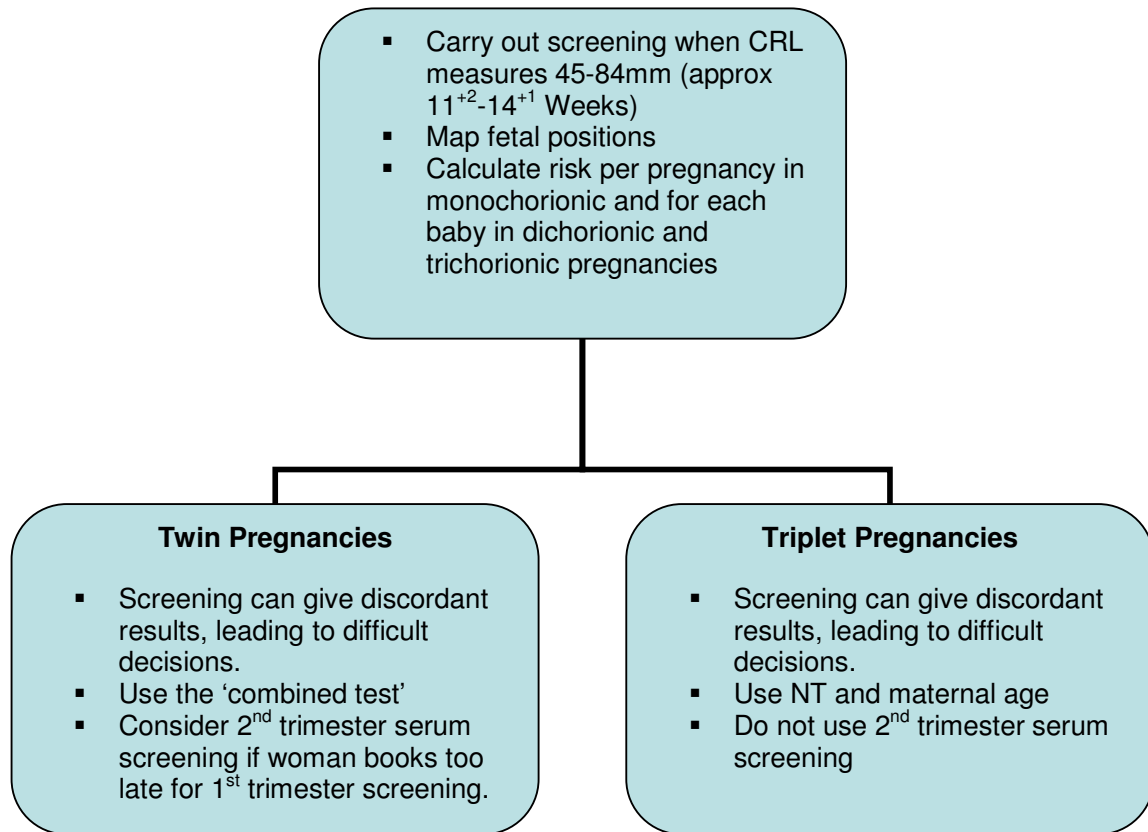 ▪ Carry out screening when CRL
measures 45-84mm (approx
11⁺²-14⁺¹ Weeks)
▪ Map fetal positions
▪ Calculate risk per pregnancy in
monochorionic and for each
baby in dichorionic and
trichorionic pregnancies
Twin Pregnancies
▪ Screening can give discordant
results, leading to difficult
decisions.
▪ Use the ‘combined test’
▪ Consider 2ⁿᵈ trimester serum
screening if woman books too
late for 1ˢᵗ trimester screening.
Triplet Pregnancies
▪ Screening can give discordant
results, leading to difficult
decisions.
▪ Use NT and maternal age
▪ Do not use 2ⁿᵈ trimester serum
screening